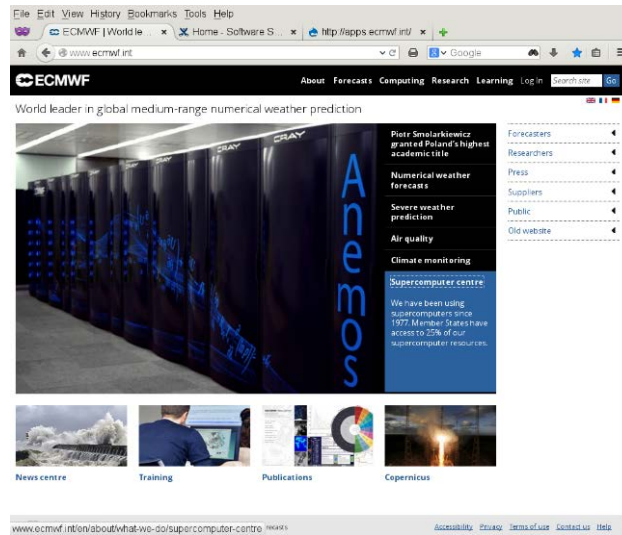 File Edit View History Bookmarks Tools Help
ECMWF | World le...
Home - Software S...
http://apps.ecmwf.int/
www.ecmwf.int
Google
ECMWF
About Forecasts Computing Research Learning Log in Search site Go
World leader in global medium-range numerical weather prediction
CRAY
CRAY
CRAY
Anemos
Piotr Smolarkiewicz
granted Poland's highest
academic title
Numerical weather
forecasts
Severe weather
prediction
Air quality
Climate monitoring
Supercomputer centre
We have been using
supercomputers since
1977. Member States have
access to 25% of our
supercomputer resources.
Forecasters
Researchers
Press
Suppliers
Public
Old website
News centre
Training
Publications
Copernicus
www.ecmwf.int/en/about/what-we-do/supercomputer-centre
Accessibility Privacy Terms of use Contact us Help